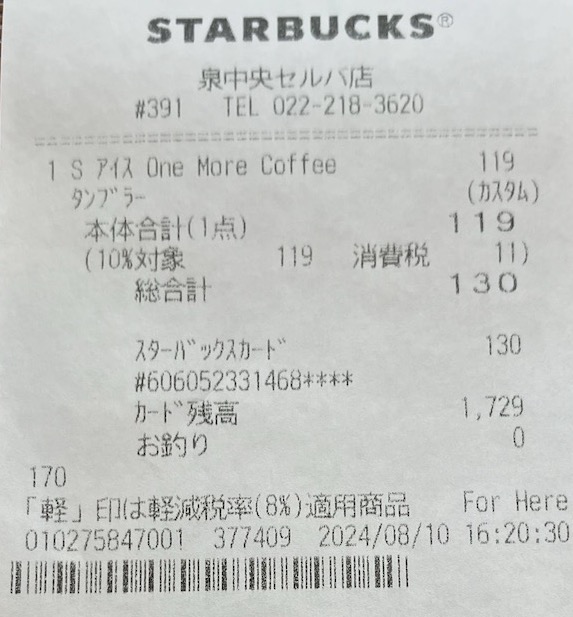 STARBUCKS®
泉中央セルバ店
#391 TEL 022-218-3620
1 S ｱｲｽ One More Coffee 119
ﾀﾝﾌﾞﾗｰ (ｶｽﾀﾑ)
本体合計(1点) 119
(10%対象 119 消費税 11)
総合計 130
ｽﾀｰﾊﾞｯｸｽｶｰﾄﾞ 130
#606052331468****
ｶｰﾄﾞ残高 1,729
お釣り 0
170
「軽」印は軽減税率(8%)適用商品 For Here
010275847001 377409 2024/08/10 16:20:30